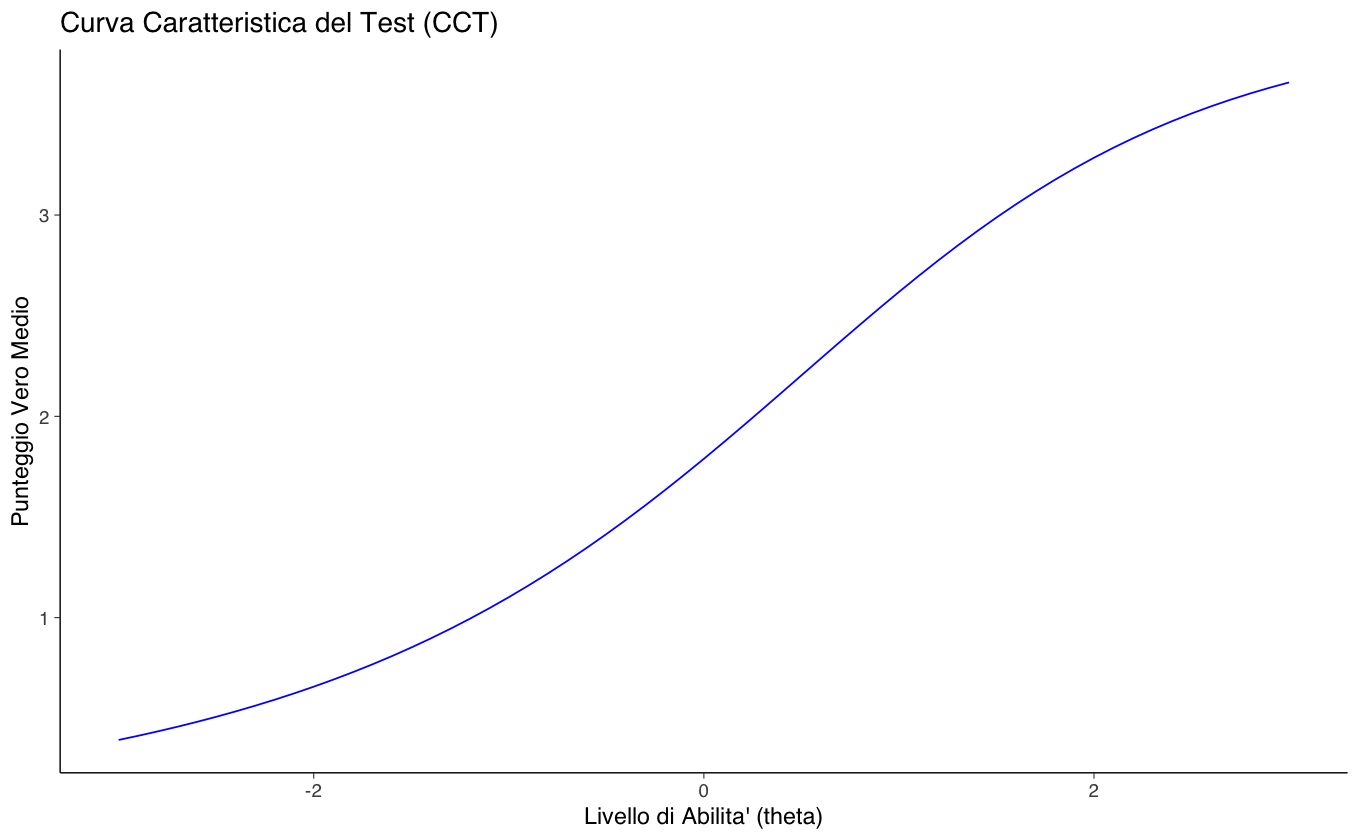 Curva Caratteristica del Test (CCT)
Punteggio Vero Medio
3
2
1
-2
0
2
Livello di Abilita' (theta)